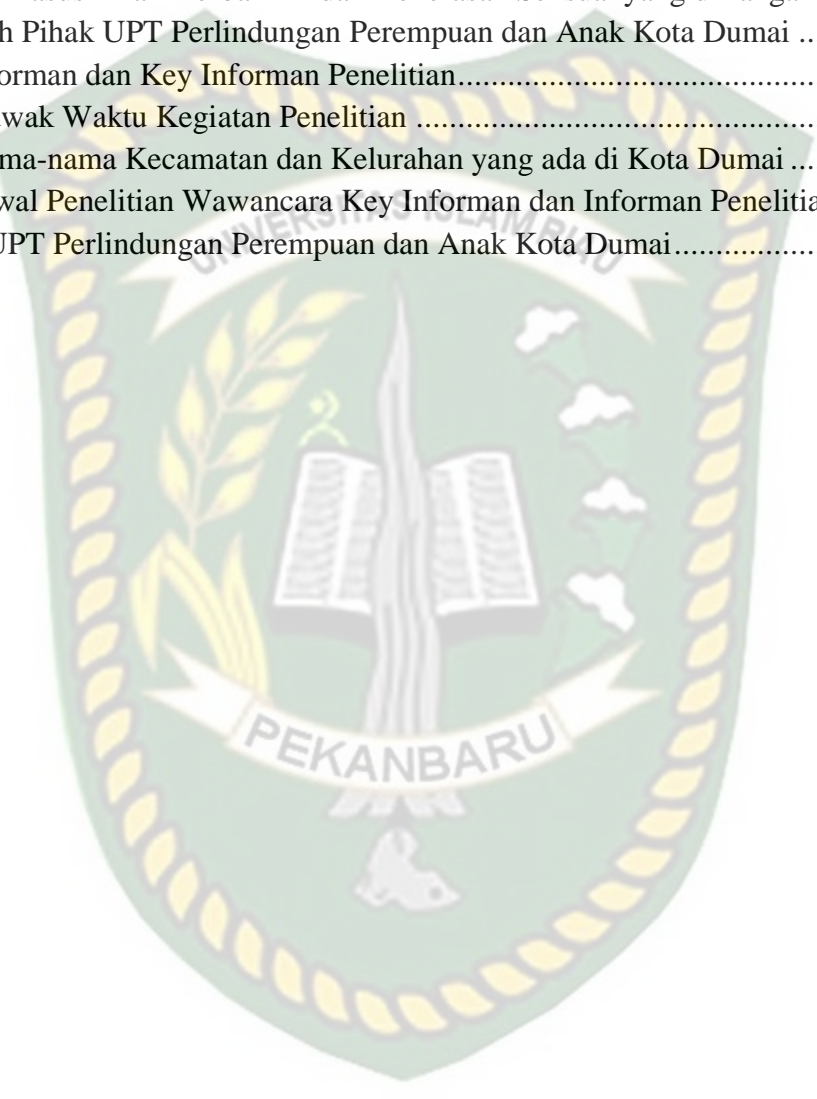 Seksual yang
h Pihak UPT Perlindungan Perempuan dan Anak Kota Dumai ..
orman dan Key Informan Penelitian............................................
wak Waktu Kegiatan Penelitian .................................................
ma-nama Kecamatan dan Kelurahan yang ada di Kota Dumai ...
wal Penelitian Wawancara Key Informan dan Informan Penelitia
UNIVERSITAS ISLAM RIAU
UPT Perlindungan Perempuan dan Anak Kota Dumai.................
PEKANBARU